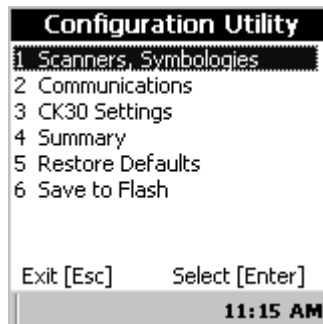 Configuration Utility
1 Scanners, Symbologies
2 Communications
3 CK30 Settings
4 Summary
5 Restore Defaults
6 Save to Flash
Exit [Esc] Select [Enter]
11:15 AM